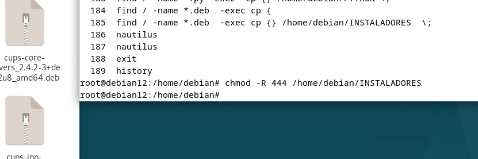 184 find / -name *.deb -exec cp {
185 find / -name *.deb -exec cp {} /home/debian/INSTALADORES \;
186 nautilus
187 nautilus
188 exit
189 history
root@debian12:/home/debian# chmod -R 444 /home/debian/INSTALADORES
root@debian12:/home/debian#
cups-core-
vers_2.4.2-3+de
2u8_amd64.deb
cups-ipp-